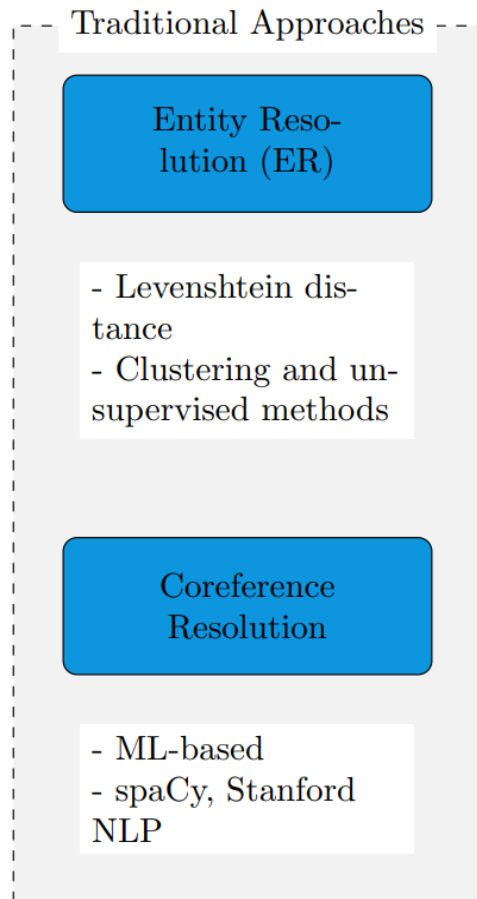 Traditional Approaches
Entity Reso-
lution (ER)
- Levenshtein dis-
tance
- Clustering and un-
supervised methods
Coreference
Resolution
- ML-based
- spaCy, Stanford
NLP